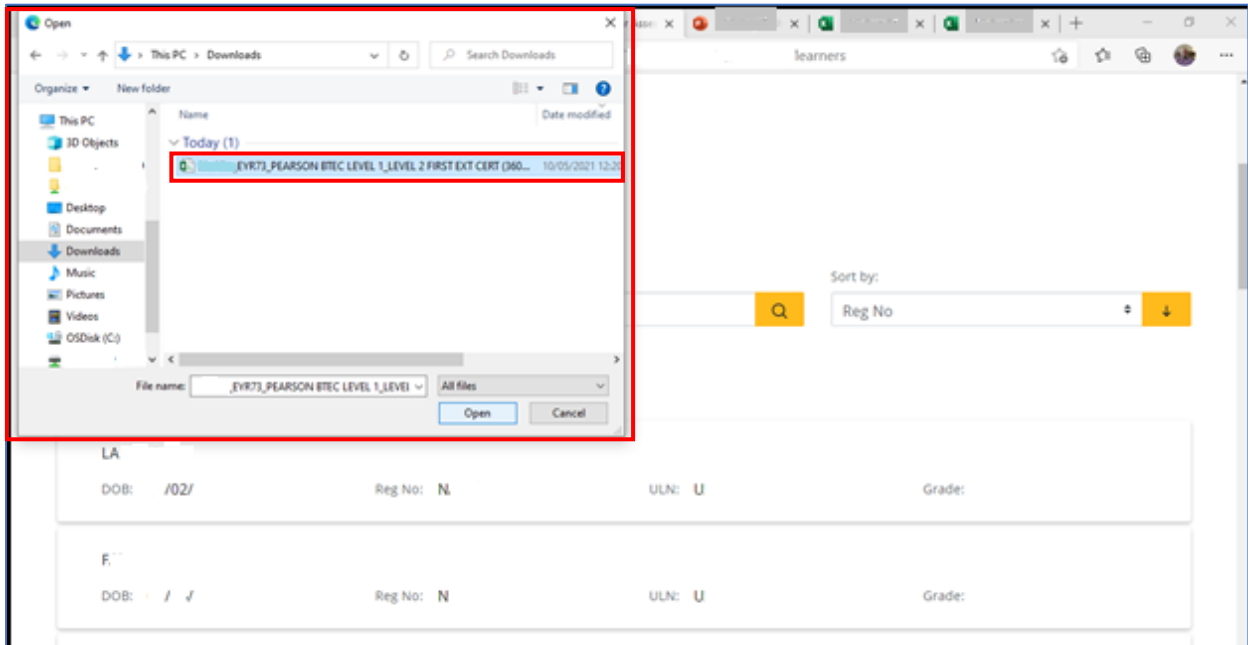 Open
This PC > Downloads
Search Downloads
learners
Organize
New folder
This PC
3D Objects
Desktop
Documents
Downloads
Music
Pictures
Videos
OSDisk (C:)
Name
Date modified
Today (1)
_EYR73_PEARSON BTEC LEVEL 1_LEVEL 2 FIRST EXT CERT (360... 10/05/2021 12:20
File name: _EYR73_PEARSON BTEC LEVEL 1_LEVEL
All files
Open
Cancel
Sort by:
Reg No
LA
DOB: /02/ Reg No: N ULN: U Grade:
F
DOB: / / Reg No: N ULN: U Grade: